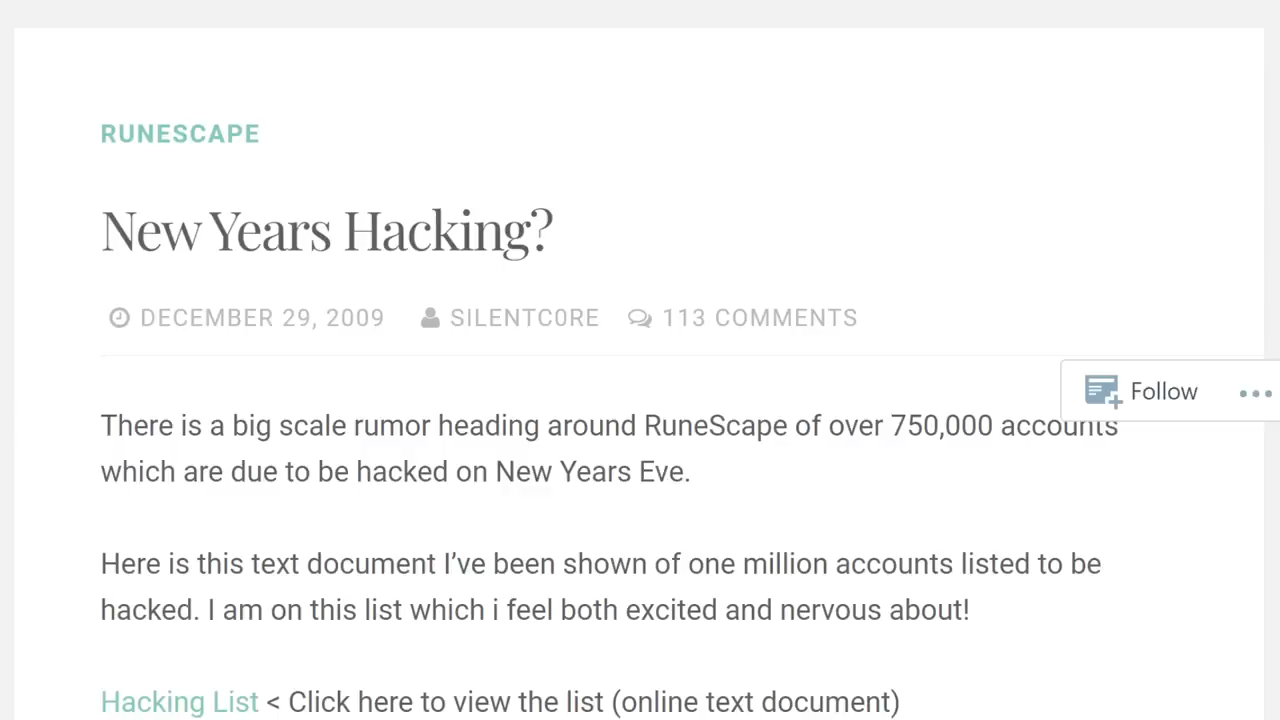 RUNESCAPE
New Years Hacking?
DECEMBER 29, 2009 SILENTC0RE 113 COMMENTS
Follow
There is a big scale rumor heading around RuneScape of over 750,000 accounts
which are due to be hacked on New Years Eve.
Here is this text document I’ve been shown of one million accounts listed to be
hacked. I am on this list which i feel both excited and nervous about!
Hacking List < Click here to view the list (online text document)